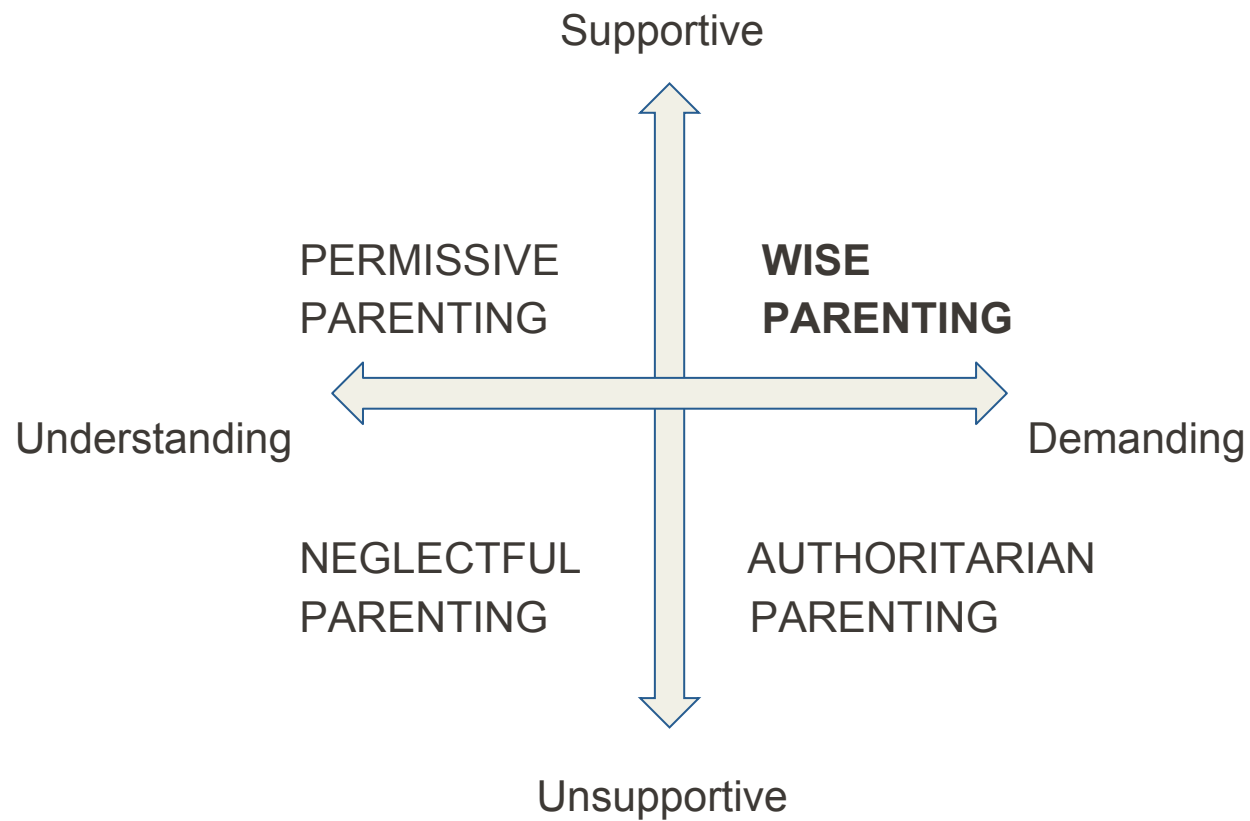 Supportive
PERMISSIVE
PARENTING
WISE
PARENTING
Understanding
Demanding
NEGLECTFUL
PARENTING
AUTHORITARIAN
PARENTING
Unsupportive